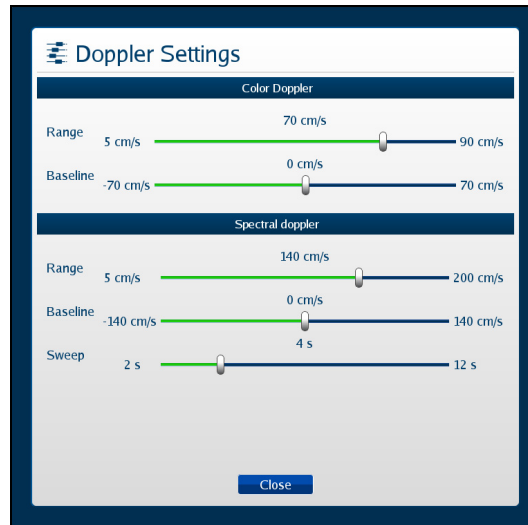 Doppler Settings
Color Doppler
70 cm/s
Range 5 cm/s 90 cm/s
0 cm/s
Baseline -70 cm/s 70 cm/s
Spectral doppler
140 cm/s
Range 5 cm/s 200 cm/s
0 cm/s
Baseline -140 cm/s 140 cm/s
4 s
Sweep 2 s 12 s
Close